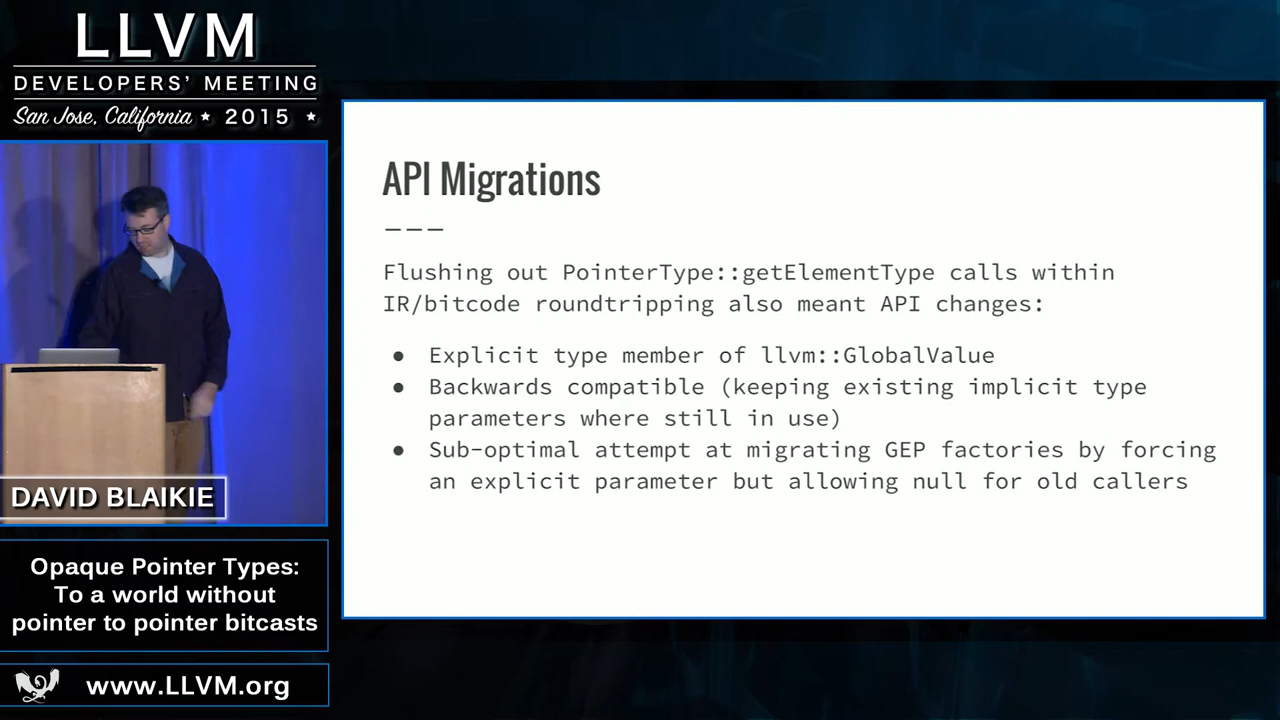 LLVM
DEVELOPERS’ MEETING
San Jose, California ★ 2015 ★
DAVID BLAIKIE
Opaque Pointer Types:
To a world without
pointer to pointer bitcasts
www.LLVM.org
API Migrations
———
Flushing out PointerType::getElementType calls within
IR/bitcode roundtripping also meant API changes:
● Explicit type member of llvm::GlobalValue
● Backwards compatible (keeping existing implicit type
parameters where still in use)
● Sub-optimal attempt at migrating GEP factories by forcing
an explicit parameter but allowing null for old callers